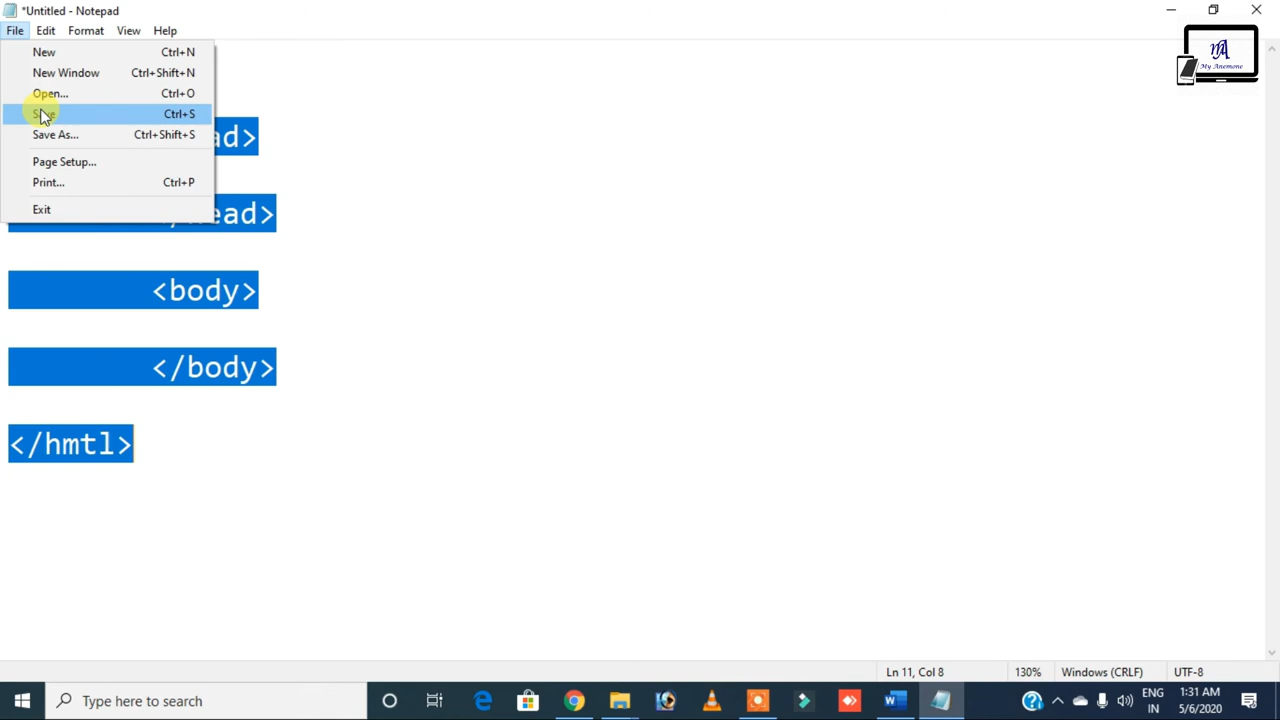 *Untitled - Notepad
File Edit Format View Help
My Anemone
New Ctrl+N
New Window Ctrl+Shift+N
Open... Ctrl+O
Save Ctrl+S
Save As... Ctrl+Shift+S
Page Setup...
Print... Ctrl+P
Exit
ad>
ead>
<body>
</body>
</hmtl>
Ln 11, Col 8 130% Windows (CRLF) UTF-8
Type here to search
ENG
IN
1:31 AM
5/6/2020